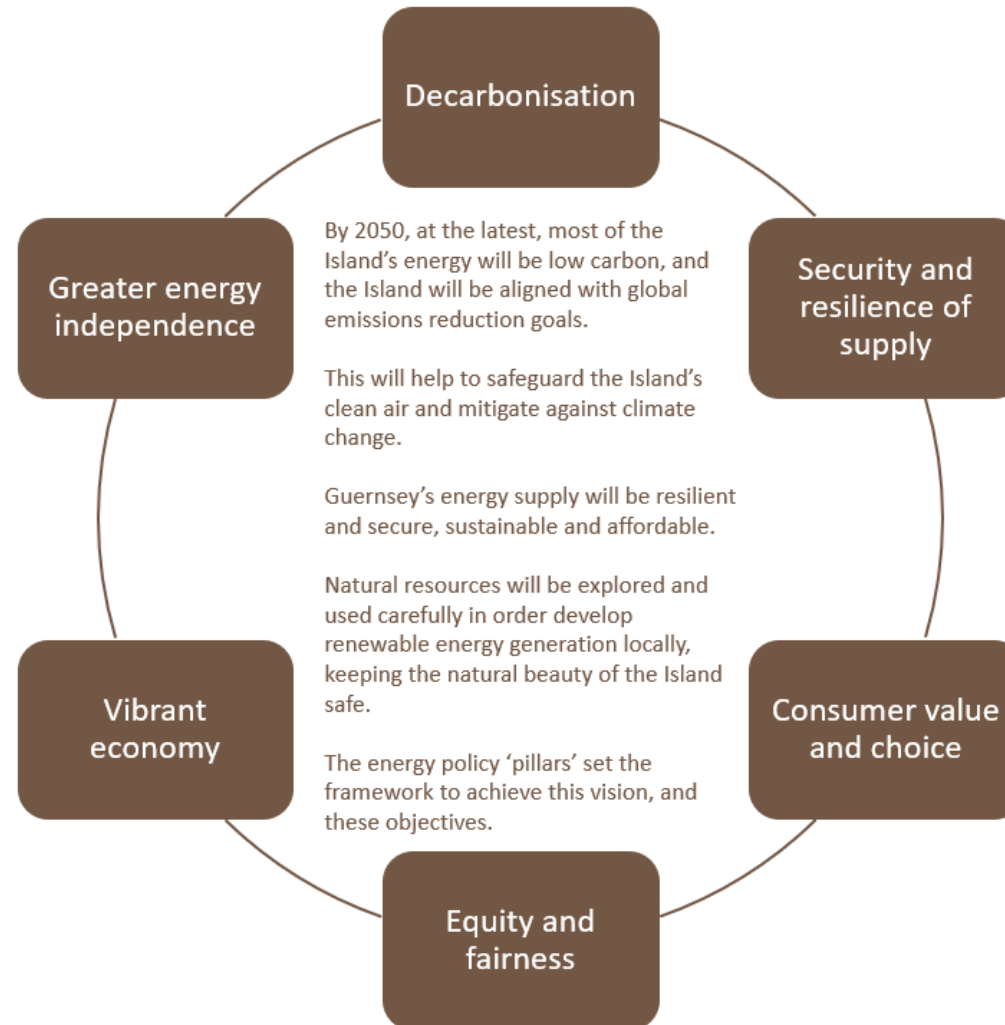 Decarbonisation
Security and
resilience of
supply
Consumer value
and choice
Equity and
fairness
Vibrant
economy
Greater energy
independence
By 2050, at the latest, most of the
Island’s energy will be low carbon, and
the Island will be aligned with global
emissions reduction goals.
This will help to safeguard the Island’s
clean air and mitigate against climate
change.
Guernsey’s energy supply will be resilient
and secure, sustainable and affordable.
Natural resources will be explored and
used carefully in order develop
renewable energy generation locally,
keeping the natural beauty of the Island
safe.
The energy policy ‘pillars’ set the
framework to achieve this vision, and
these objectives.